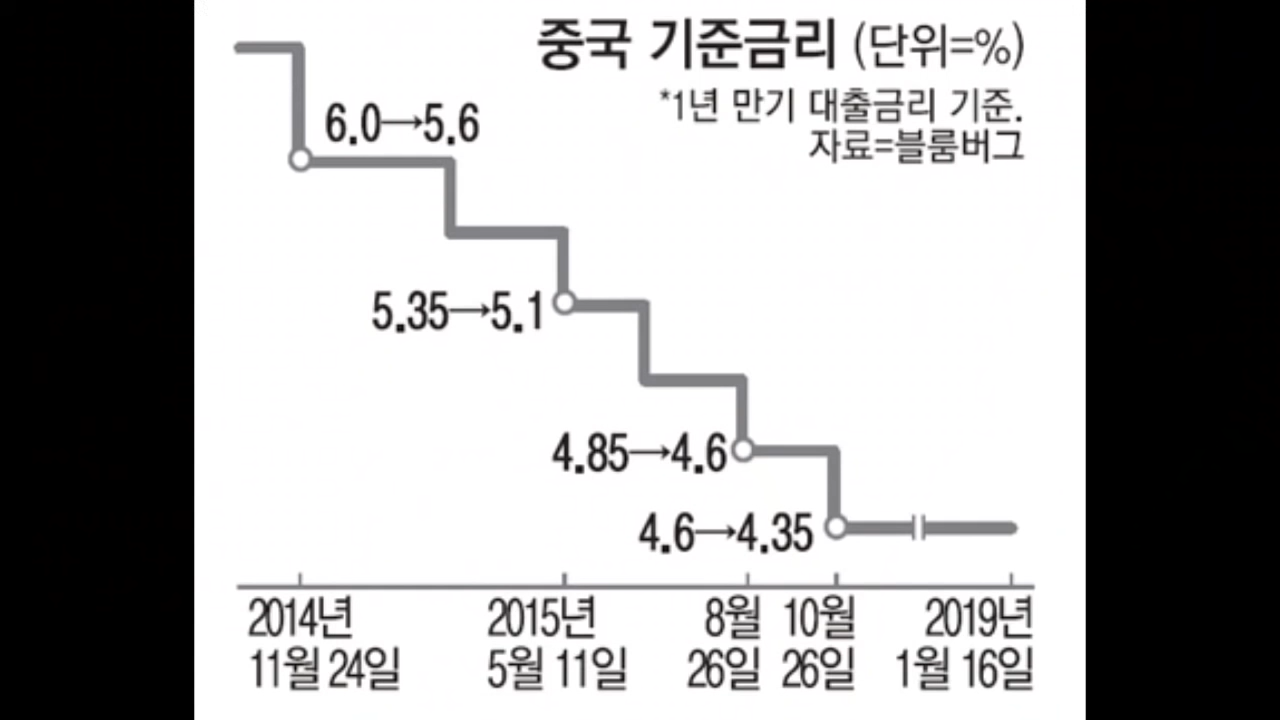 중국 기준금리 (단위=%)
*1년 만기 대출금리 기준.
자료=블룸버그
6.0→5.6
5.35→5.1
4.85→4.6
4.6→4.35
2014년 2015년 8월 10월 2019년
11월 24일 5월 11일 26일 26일 1월 16일